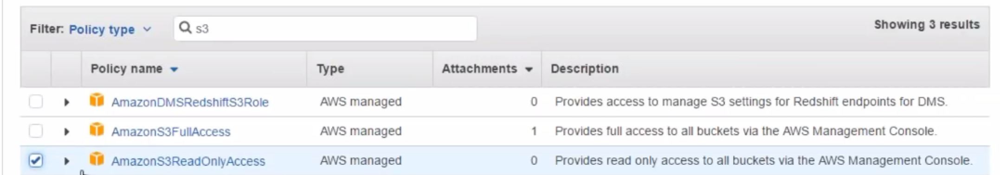 Filter: Policy type s3 Showing 3 results
Policy name Type Attachments Description
AmazonDMSRedshiftS3Role AWS managed 0 Provides access to manage S3 settings for Redshift endpoints for DMS.
AmazonS3FullAccess AWS managed 1 Provides full access to all buckets via the AWS Management Console.
AmazonS3ReadOnlyAccess AWS managed 0 Provides read only access to all buckets via the AWS Management Console.